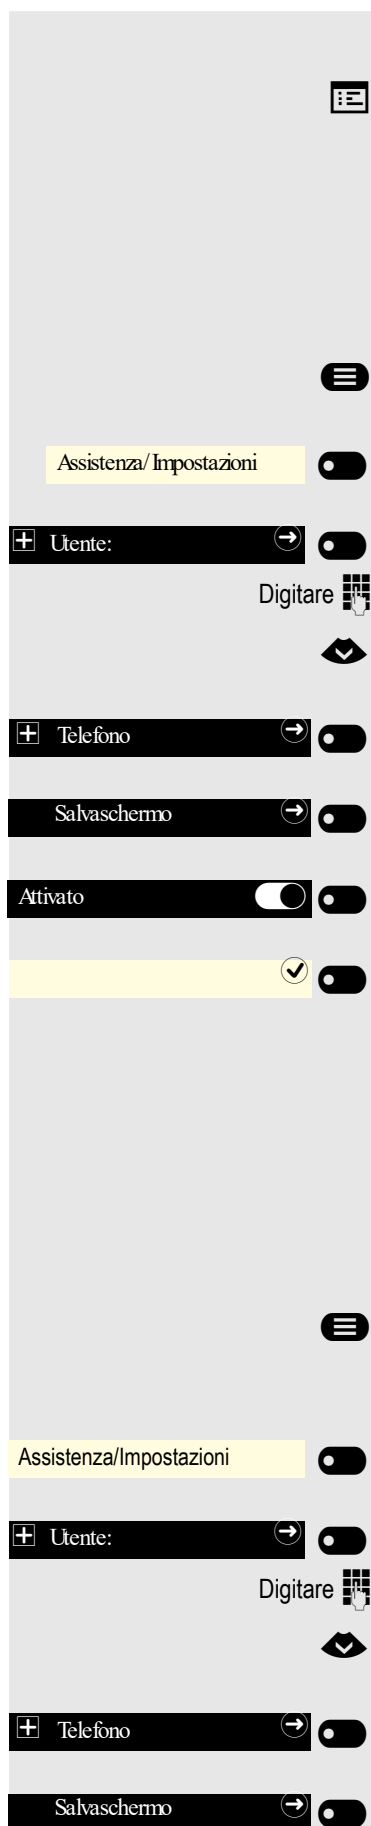 Assistenza/Impostazioni
Utente:
Digitare
Telefono
Salvaschermo
Attivato
Assistenza/Impostazioni
Utente:
Digitare
Telefono
Salvaschermo